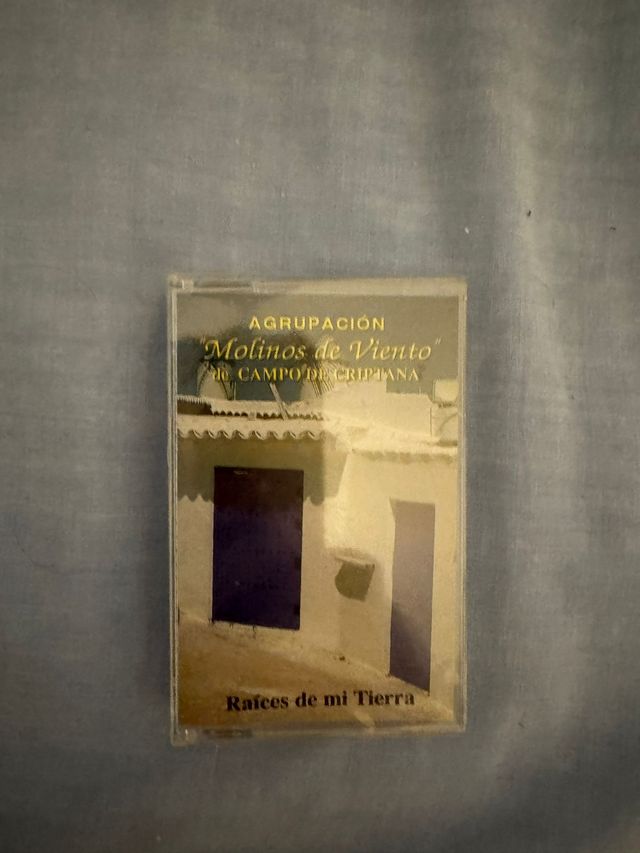 AGRUPACIÓN
"Molinos de Viento"
de CAMPO DE CRIPTANA
Raíces de mi Tierra